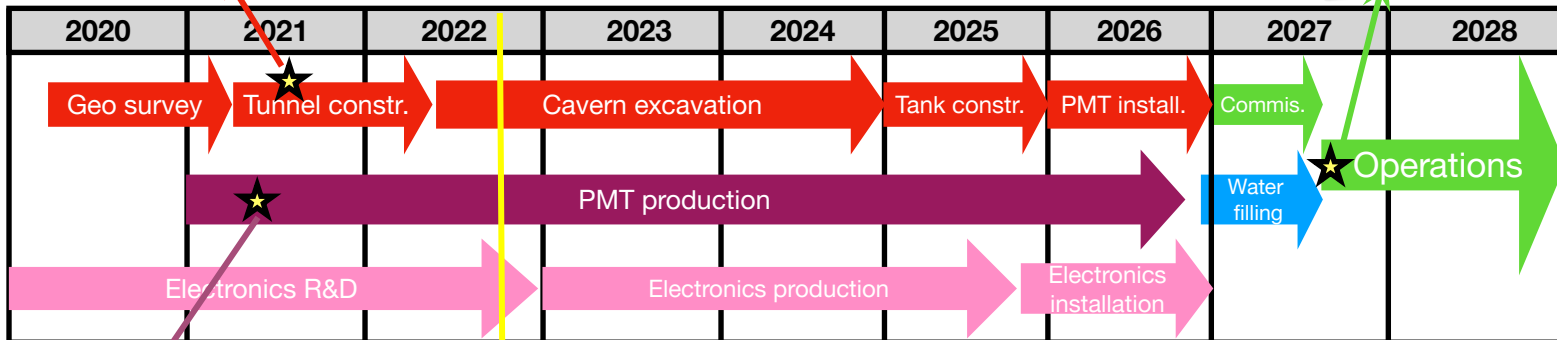 2020 2021 2022 2023 2024 2025 2026 2027 2028
Geo survey Tunnel constr. Cavern excavation Tank constr. PMT install. Commis.
Operations
PMT production Water
filling
Electronics R&D Electronics production Electronics
installation